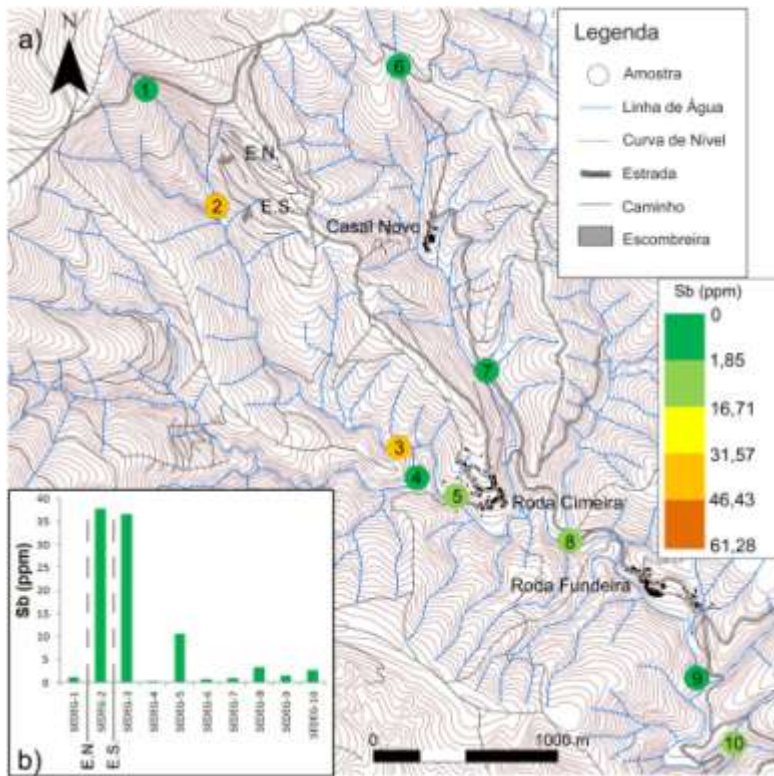 a)
N
1
2
3
4
5
6
7
8
9
10
E.N.
E.S.
Casal Novo
Roda Cimeira
Roda Fundeira
Legenda
Amostra
Linha de Água
Curva de Nível
Estrada
Caminho
Escombreira
Sb (ppm)
0
1,85
16,71
31,57
46,43
61,28
0
1000 m
b)
Sb (ppm)
40
35
30
25
20
15
10
5
0
E.N
E.S